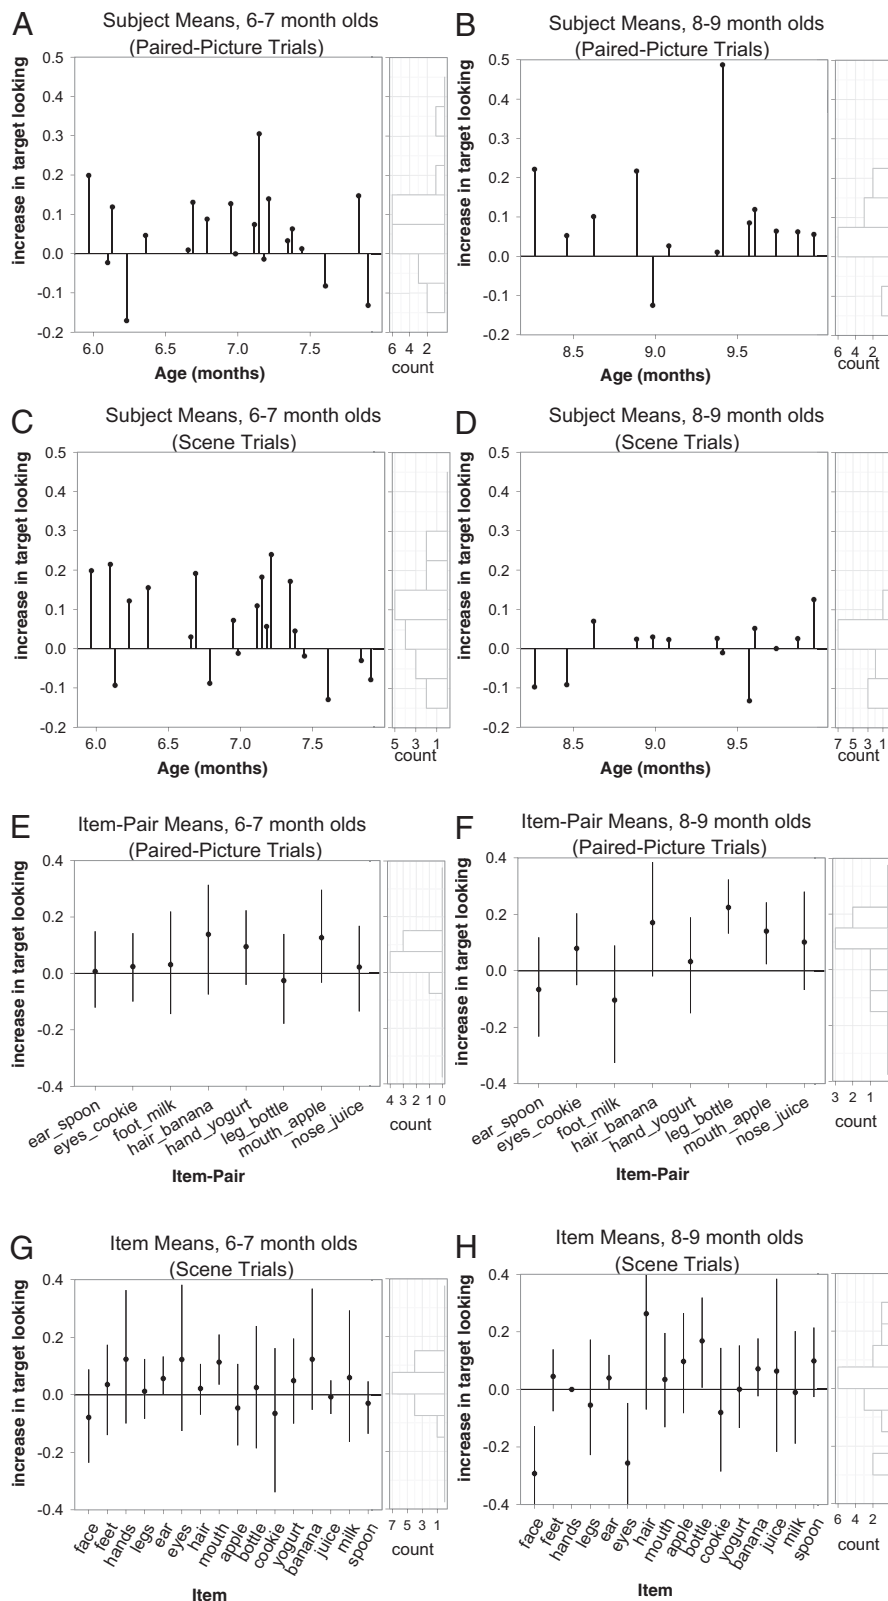 A
Subject Means, 6-7 month olds
(Paired-Picture Trials)
increase in target looking
0.5
0.4
0.3
0.2
0.1
0.0
-0.1
-0.2
6.0 6.5 7.0 7.5
Age (months)
6 4 2
count
B
Subject Means, 8-9 month olds
(Paired-Picture Trials)
increase in target looking
0.5
0.4
0.3
0.2
0.1
0.0
-0.1
-0.2
8.5 9.0 9.5
Age (months)
6 4 2
count
C
Subject Means, 6-7 month olds
(Scene Trials)
increase in target looking
0.5
0.4
0.3
0.2
0.1
0.0
-0.1
-0.2
6.0 6.5 7.0 7.5
Age (months)
5 3 1
count
D
Subject Means, 8-9 month olds
(Scene Trials)
increase in target looking
0.5
0.4
0.3
0.2
0.1
0.0
-0.1
-0.2
8.5 9.0 9.5
Age (months)
7 5 3 1
count
E
Item-Pair Means, 6-7 month olds
(Paired-Picture Trials)
increase in target looking
0.4
0.2
0.0
-0.2
-0.4
ear_spoon
eyes_cookie
foot_milk
hair_banana
hand_yogurt
leg_bottle
mouth_apple
nose_juice
Item-Pair
4 3 2 1 0
count
F
Item-Pair Means, 8-9 month olds
(Paired-Picture Trials)
increase in target looking
0.4
0.2
0.0
-0.2
-0.4
ear_spoon
eyes_cookie
foot_milk
hair_banana
hand_yogurt
leg_bottle
mouth_apple
nose_juice
Item-Pair
3 2 1
count
G
Item Means, 6-7 month olds
(Scene Trials)
increase in target looking
0.4
0.2
0.0
-0.2
-0.4
face
feet
hands
legs
ear
eyes
hair
mouth
apple
bottle
cookie
yogurt
banana
juice
milk
spoon
Item
7 5 3 1
count
H
Item Means, 8-9 month olds
(Scene Trials)
increase in target looking
0.4
0.2
0.0
-0.2
-0.4
face
feet
hands
legs
ear
eyes
hair
mouth
apple
bottle
cookie
yogurt
banana
juice
milk
spoon
Item
6 4 2
count